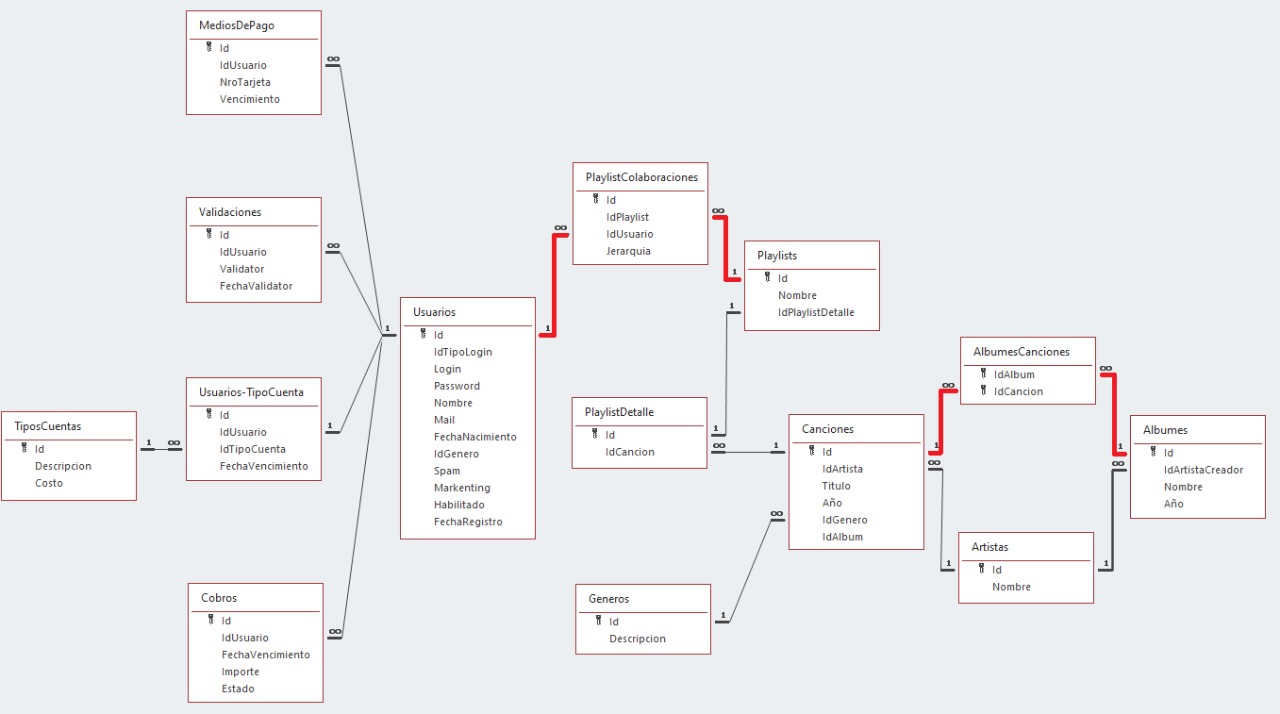 MediosDePago
Id
IdUsuario
NroTarjeta
Vencimiento
∞
Validaciones
Id
IdUsuario
Validator
FechaValidator
∞
Usuarios-TipoCuenta
Id
IdUsuario
IdTipoCuenta
FechaVencimiento
1
1
∞
TiposCuentas
Id
Descripcion
Costo
Cobros
Id
IdUsuario
FechaVencimiento
Importe
Estado
∞
1
Usuarios
Id
IdTipoLogin
Login
Password
Nombre
Mail
FechaNacimiento
IdGenero
Spam
Markenting
Habilitado
FechaRegistro
1
∞
PlaylistColaboraciones
Id
IdPlaylist
IdUsuario
Jerarquia
∞
1
Playlists
Id
Nombre
IdPlaylistDetalle
1
PlaylistDetalle
Id
IdCancion
1
∞
1
Canciones
Id
IdArtista
Titulo
Año
IdGenero
IdAlbum
∞
1
∞
Generos
Id
Descripcion
1
∞
AlbumesCanciones
IdAlbum
IdCancion
∞
1
∞
Albumes
Id
IdArtistaCreador
Nombre
Año
Artistas
Id
Nombre
1
1